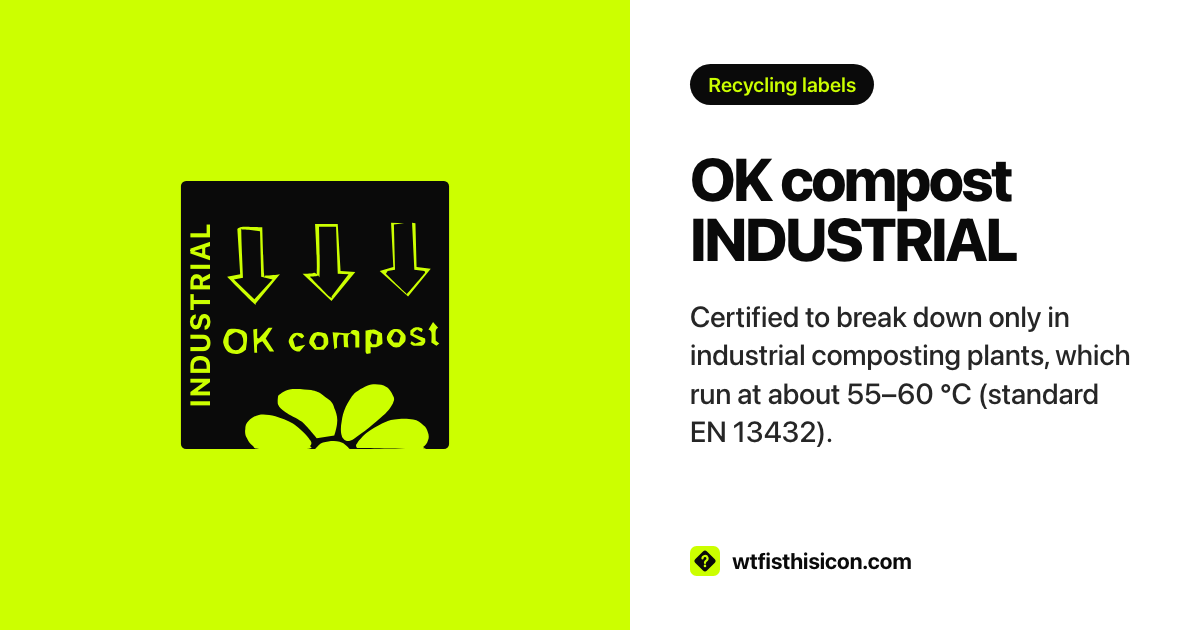 INDUSTRIAL
OK compost
Recycling labels
OK compost
INDUSTRIAL
Certified to break down only in
industrial composting plants, which
run at about 55–60 °C (standard
EN 13432).
?
wtfisthisicon.com